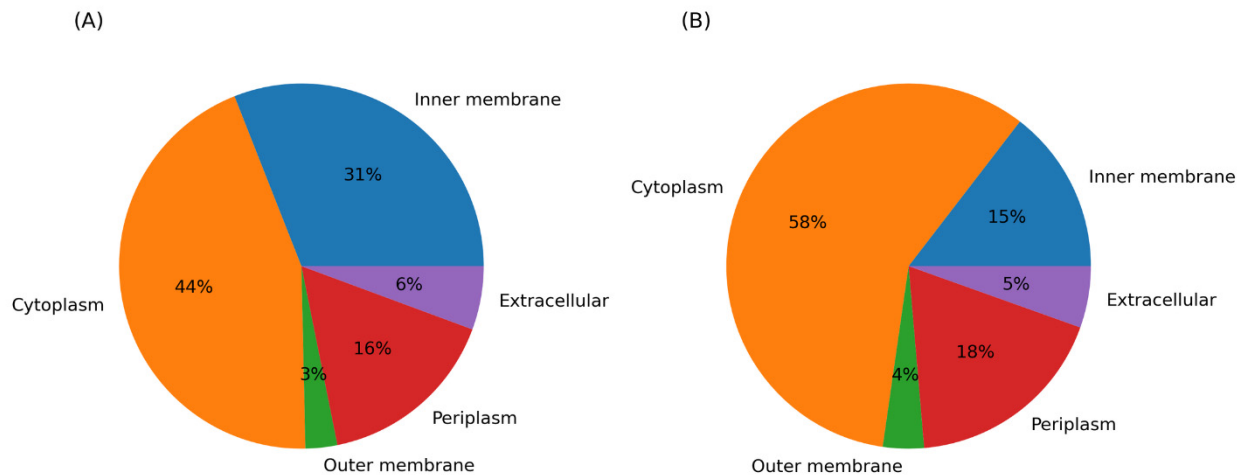 (A)
Inner membrane
31%
Cytoplasm
44%
6%
Extracellular
16%
3%
Periplasm
Outer membrane
(B)
Cytoplasm
58%
Inner membrane
15%
5%
Extracellular
18%
4%
Periplasm
Outer membrane